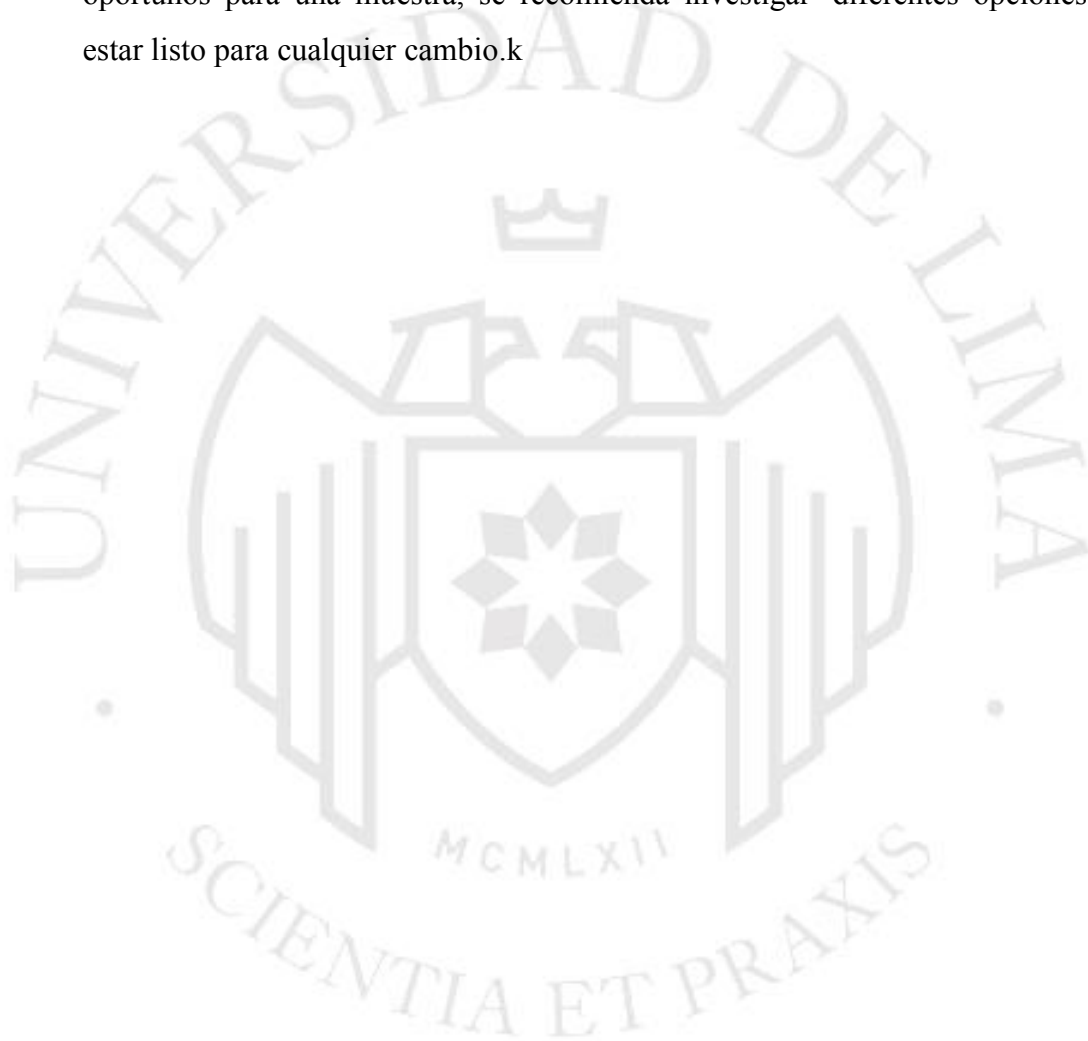 oportunos para una muestra, se recomienda investigar diferentes opciones
estar listo para cualquier cambio.k
UNIVERSIDAD DE LIMA
MCMLXII
SCIENTIA ET PRAXIS